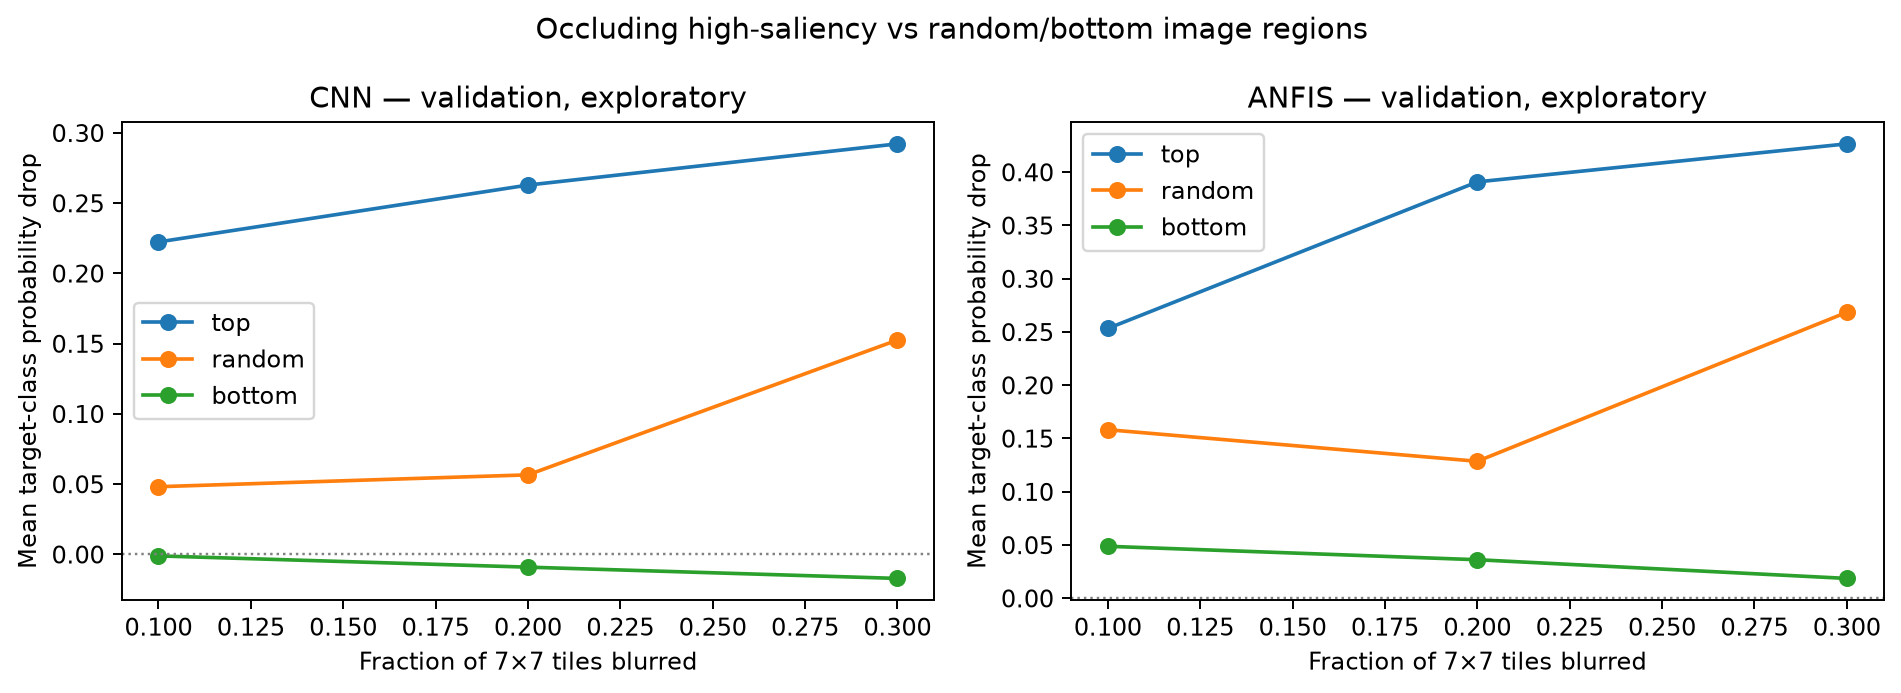 Occluding high-saliency vs random/bottom image regions
CNN — validation, exploratory
Mean target-class probability drop
0.30
0.25
0.20
0.15
0.10
0.05
0.00
top
random
bottom
0.100 0.125 0.150 0.175 0.200 0.225 0.250 0.275 0.300
Fraction of 7×7 tiles blurred
ANFIS — validation, exploratory
Mean target-class probability drop
0.40
0.35
0.30
0.25
0.20
0.15
0.10
0.05
0.00
top
random
bottom
0.100 0.125 0.150 0.175 0.200 0.225 0.250 0.275 0.300
Fraction of 7×7 tiles blurred